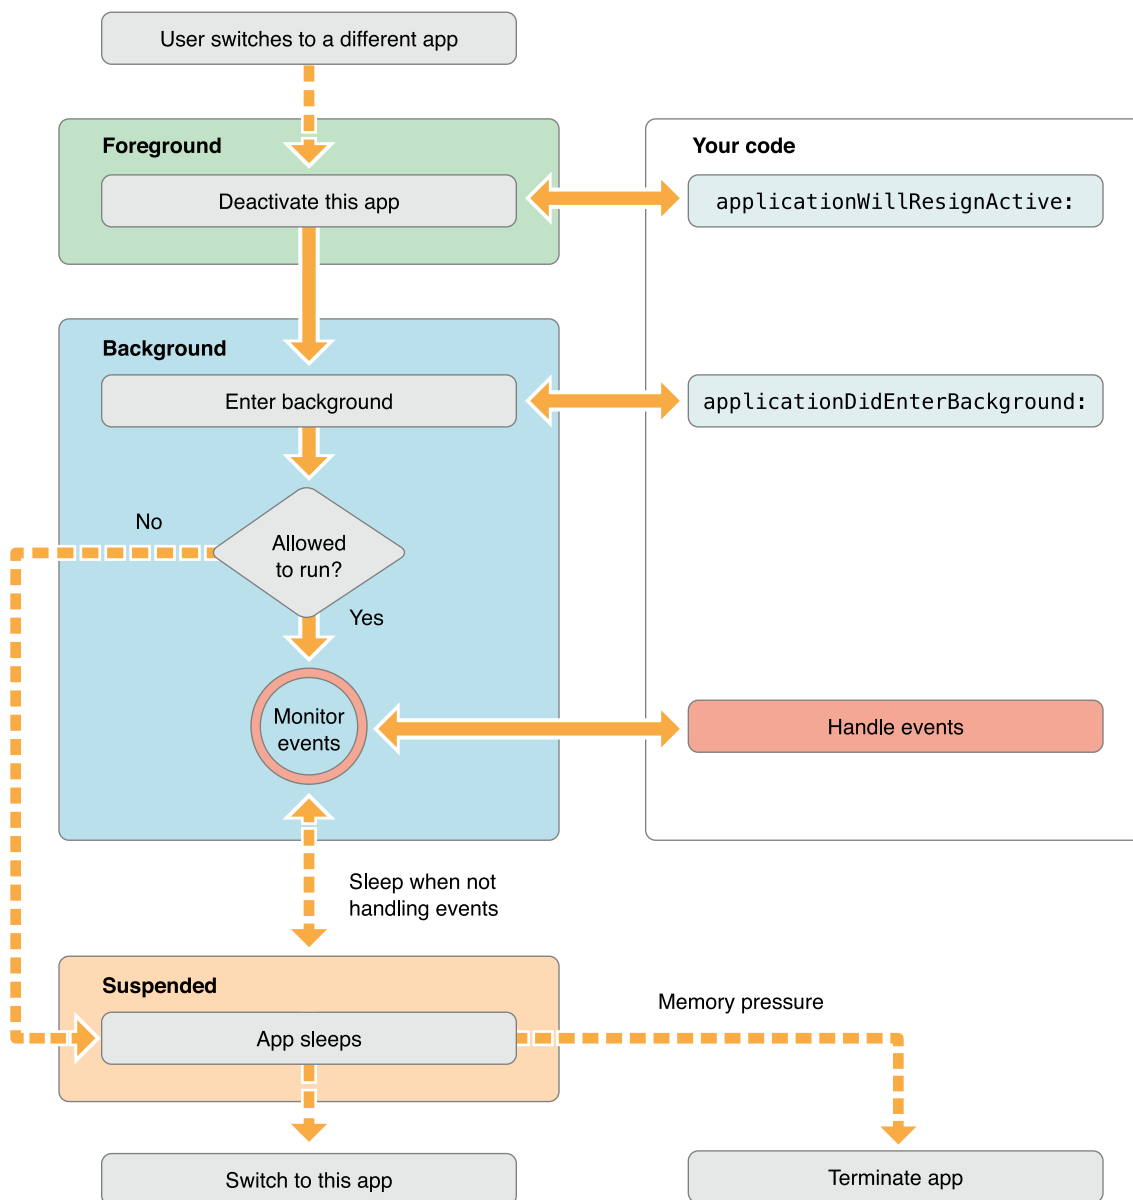 User switches to a different app
Foreground
Your code
Deactivate this app
applicationWillResignActive:
Background
Enter background
applicationDidEnterBackground:
No
Allowed
to run?
Yes
Monitor
events
Handle events
Sleep when not
handling events
Suspended
Memory pressure
App sleeps
Switch to this app
Terminate app